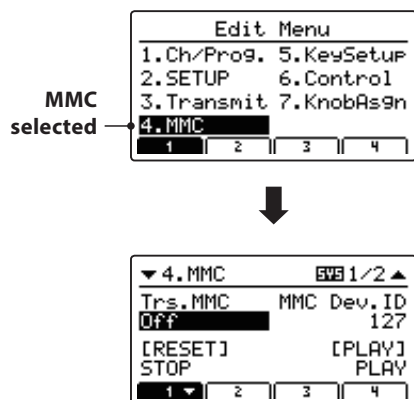 Edit Menu
1.Ch/Prog. 5.KeySetup
2.SETUP 6.Control
3.Transmit 7.KnobAsgn
4.MMC
1 2 3 4
MMC
selected
▼4.MMC SYS 1/2▲
Trs.MMC MMC Dev.ID
Off 127
[RESET] [PLAY]
STOP PLAY
1 ▼ 2 3 4